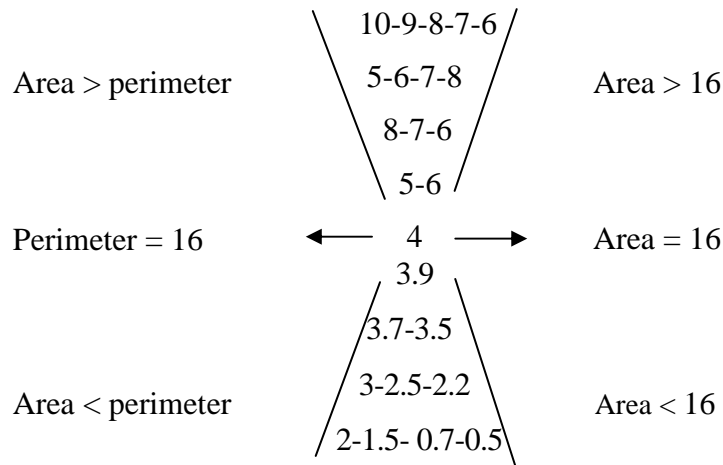 10-9-8-7-6
Area > perimeter 5-6-7-8 Area > 16
8-7-6
5-6
Perimeter = 16 4 Area = 16
3.9
3.7-3.5
Area < perimeter 3-2.5-2.2 Area < 16
2-1.5- 0.7-0.5